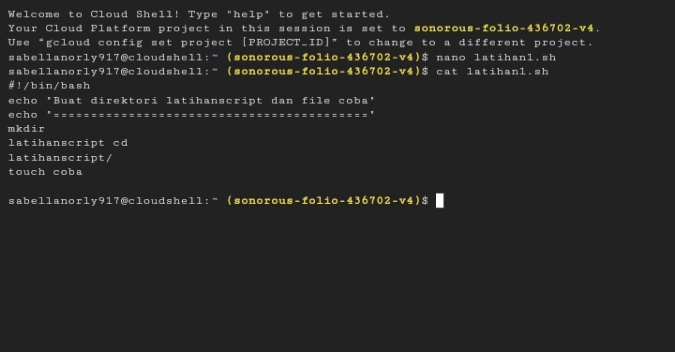 Welcome to Cloud Shell! Type "help" to get started.
Your Cloud Platform project in this session is set to sonorous-folio-436702-v4.
Use "gcloud config set project [PROJECT_ID]" to change to a different project.
sabellanorly917@cloudshell:~ (sonorous-folio-436702-v4)$ nano latihan1.sh
sabellanorly917@cloudshell:~ (sonorous-folio-436702-v4)$ cat latihan1.sh
#!/bin/bash
echo "Buat direktori latihanscript dan file coba"
echo "=========================================="
mkdir
latihanscript cd
latihanscript/
touch coba
sabellanorly917@cloudshell:~ (sonorous-folio-436702-v4)$